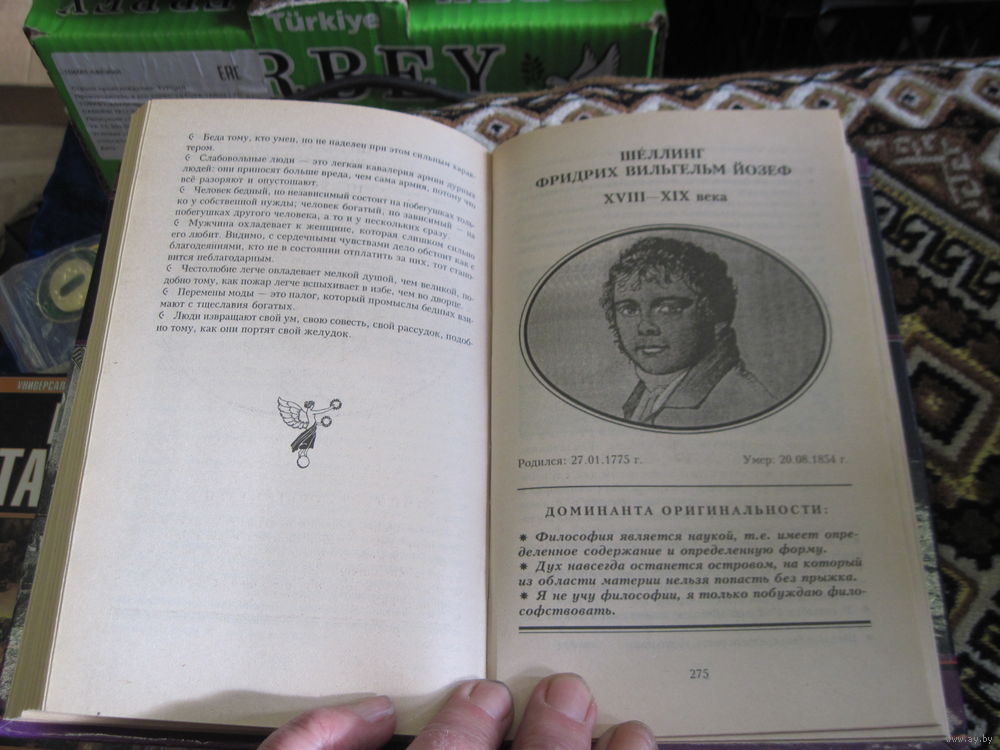 Türkiye
ЕАС
RBEY
☾ Беда тому, кто умен, но не наделен при этом сильным харак-
тером.
☾ Слабовольные люди — это легкая кавалерия армии дурных
людей: они приносят больше вреда, чем сама армия, потому что
всё разоряют и опустошают.
☾ Человек бедный, но независимый состоит на побегушках толь-
ко у собственной нужды; человек богатый, но зависимый — на
побегушках другого человека, а то и у нескольких сразу.
☾ Мужчина охладевает к женщине, которая слишком сильно
его любит. Видимо, с сердечными чувствами дело обстоит как с
благодеяниями, кто не в состоянии отплатить за них, тот стано-
вится неблагодарным.
☾ Честолюбие легче овладевает мелкой душой, чем великой, по-
добно тому, как пожар легче вспыхивает в избе, чем во дворце.
☾ Перемены моды — это налог, который промыслы бедных взи-
мают с тщеславия богатых.
☾ Люди извращают свой ум, свою совесть, свой рассудок, подоб-
но тому, как они портят свой желудок.
ШЕЛЛИНГ
ФРИДРИХ ВИЛЬГЕЛЬМ ЙОЗЕФ
XVIII—XIX века
Родился: 27.01.1775 г. Умер: 20.08.1854 г.
ДОМИНАНТА ОРИГИНАЛЬНОСТИ:
✷ Философия является наукой, т.е. имеет опре-
деленное содержание и определенную форму.
✷ Дух навсегда останется островом, на который
из области материи нельзя попасть без прыжка.
✷ Я не учу философии, я только побуждаю фило-
софствовать.
275
УНИВЕРСАЛ
ТА
www.ay.by